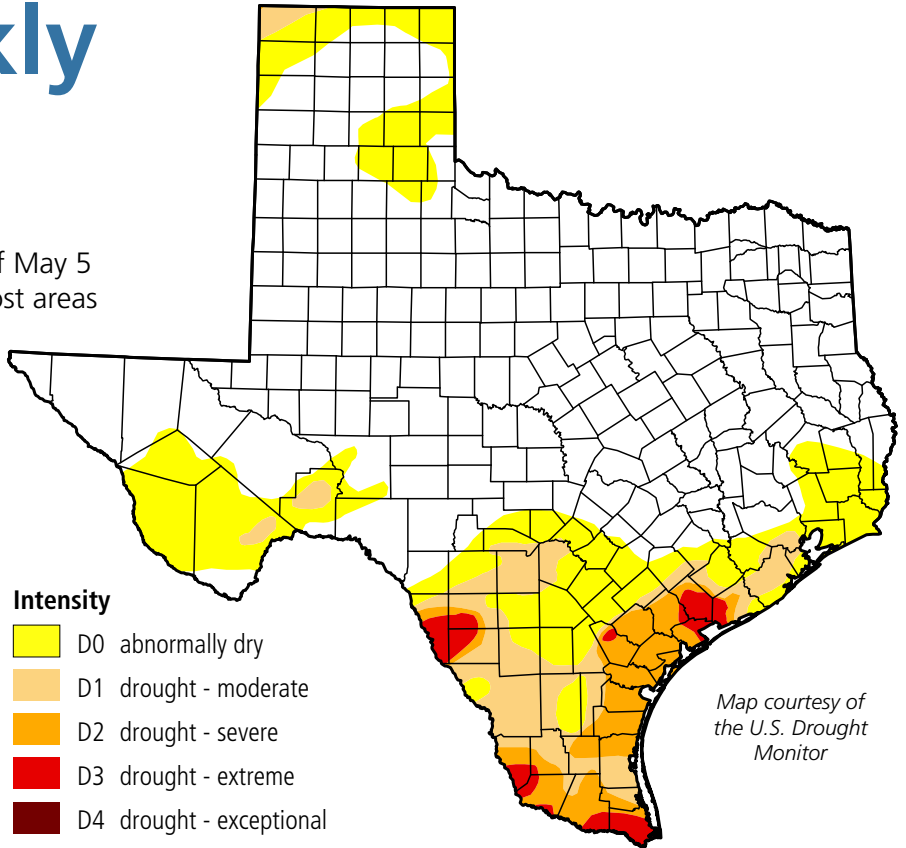 kly
f May 5
ost areas
Intensity
D0 abnormally dry
D1 drought - moderate
D2 drought - severe
D3 drought - extreme
D4 drought - exceptional
Map courtesy of
the U.S. Drought
Monitor